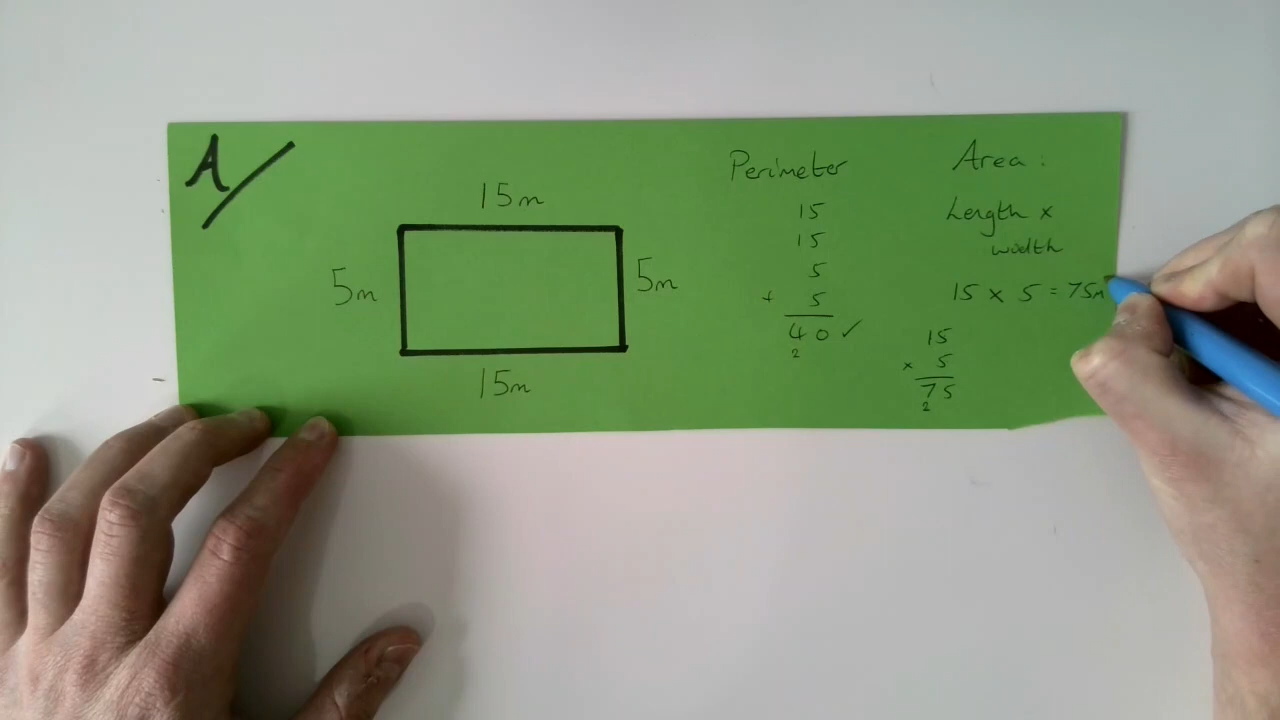 A/
15m
5m
5m
15m
Perimeter
15
15
5
+ 5
40 ✓
2
Area:
Length x
width
15 x 5 = 75m
15
x 5
75
2